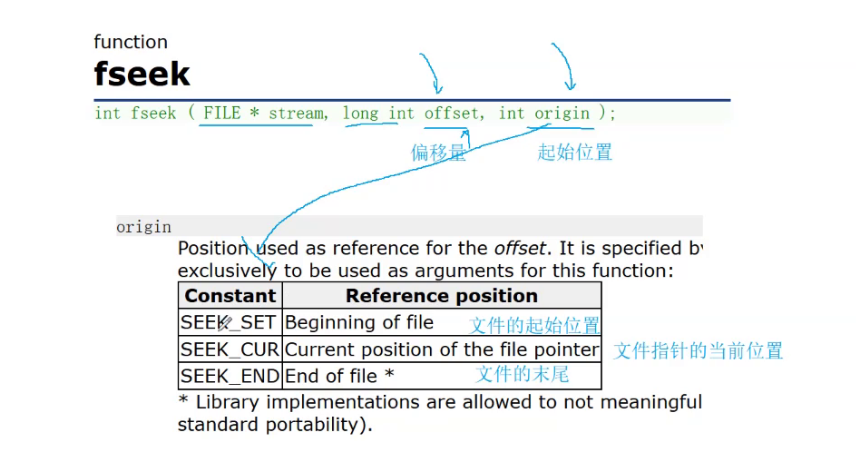 function
fseek
int fseek ( FILE * stream, long int offset, int origin );
偏移量 起始位置
origin
Position used as reference for the offset. It is specified by
exclusively to be used as arguments for this function:
Constant Reference position
SEEK_SET Beginning of file 文件的起始位置
SEEK_CUR Current position of the file pointer 文件指针的当前位置
SEEK_END End of file * 文件的末尾
* Library implementations are allowed to not meaningful
standard portability).